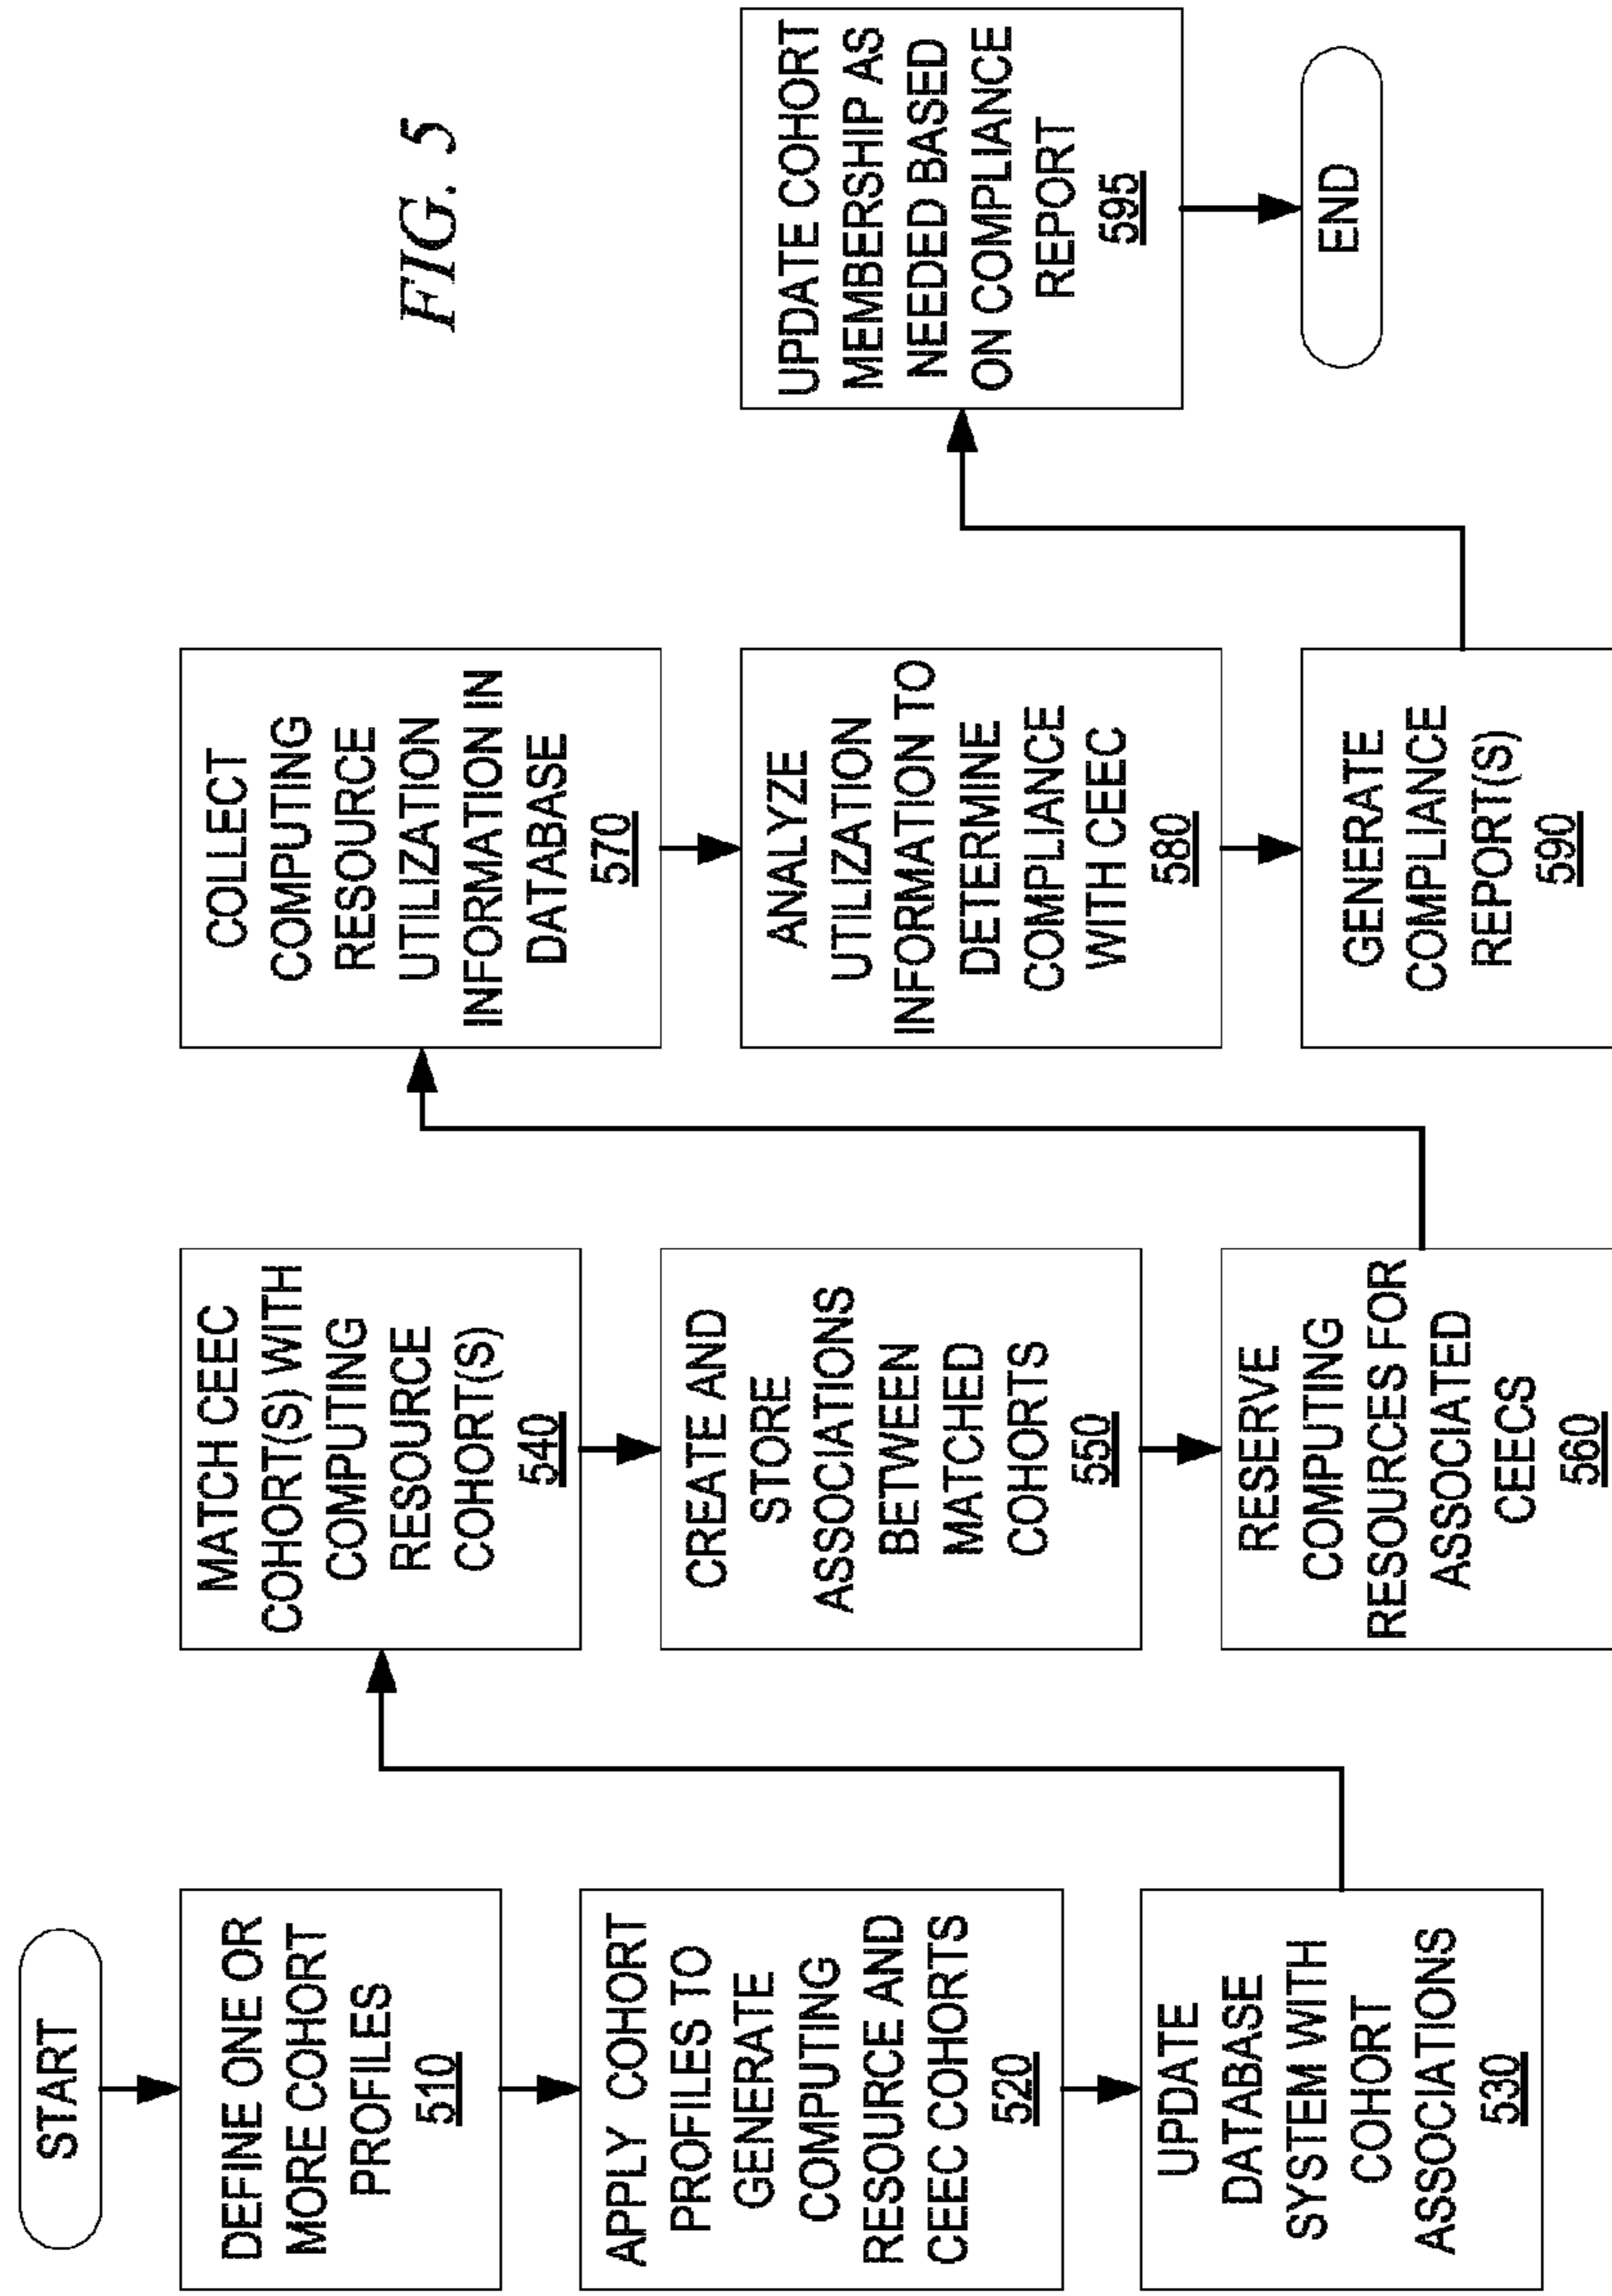 FIG. 5
START
DEFINE ONE OR
MORE COHORT
PROFILES
510
APPLY COHORT
PROFILES TO
GENERATE
COMPUTING
RESOURCE AND
CEEC COHORTS
520
UPDATE
DATABASE
SYSTEM WITH
COHORT
ASSOCIATIONS
530
MATCH CEEC
COHORT(S) WITH
COMPUTING
RESOURCE
COHORT(S)
540
CREATE AND
STORE
ASSOCIATIONS
BETWEEN
MATCHED
COHORTS
550
RESERVE
COMPUTING
RESOURCES FOR
ASSOCIATED
CEECS
560
COLLECT
COMPUTING
RESOURCE
UTILIZATION
INFORMATION IN
DATABASE
570
ANALYZE
UTILIZATION
INFORMATION TO
DETERMINE
COMPLIANCE
WITH CEEC
580
GENERATE
COMPLIANCE
REPORT(S)
590
UPDATE COHORT
MEMBERSHIP AS
NEEDED BASED
ON COMPLIANCE
REPORT
595
END